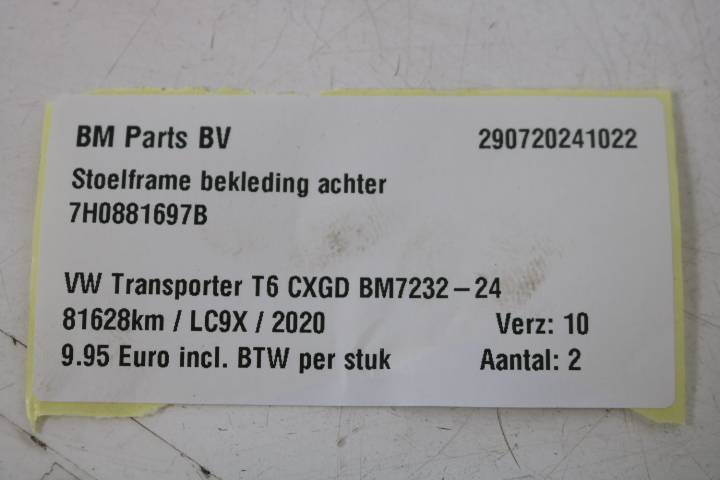 BM Parts BV 290720241022
Stoelframe bekleding achter
7H0881697B
VW Transporter T6 CXGD BM7232-24
81628km / LC9X / 2020 Verz: 10
9.95 Euro incl. BTW per stuk Aantal: 2